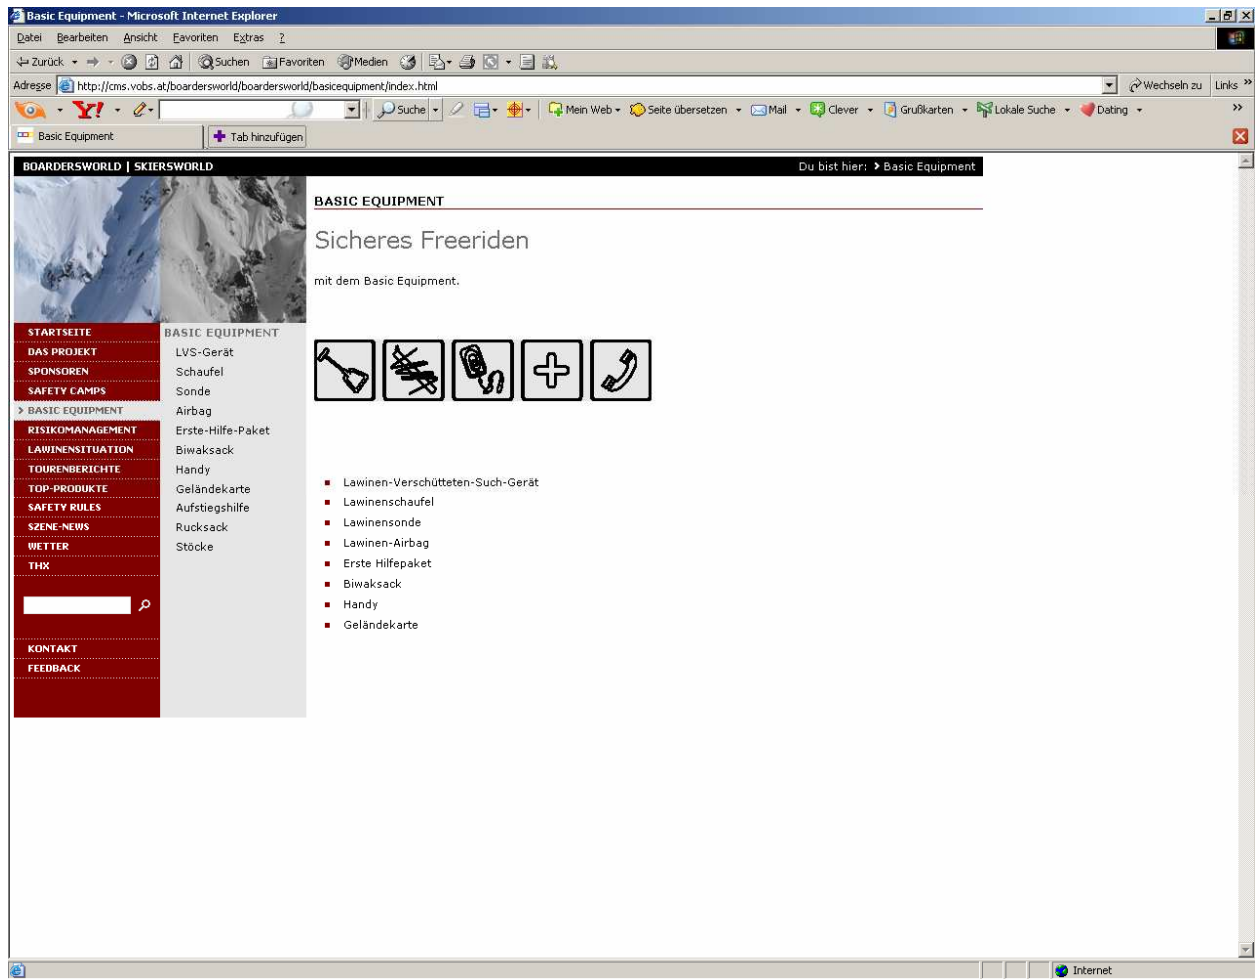 Basic Equipment - Microsoft Internet Explorer
Datei Bearbeiten Ansicht Favoriten Extras ?
Zurück Suchen Favoriten Medien
Adresse http://cms.vobs.at/boardersworld/boardersworld/basicequipment/index.html Wechseln zu Links »
Y! Suche Mein Web Seite übersetzen Mail Clever Grußkarten Lokale Suche Dating »
Basic Equipment Tab hinzufügen
BOARDERSWORLD | SKIERSWORLD Du bist hier: > Basic Equipment
BASIC EQUIPMENT
Sicheres Freeriden
mit dem Basic Equipment.
STARTSEITE
DAS PROJEKT
SPONSOREN
SAFETY CAMPS
> BASIC EQUIPMENT
RISIKOMANAGEMENT
LAWINENSITUATION
TOURENBERICHTE
TOP-PRODUKTE
SAFETY RULES
SZENE-NEWS
WETTER
THX
KONTAKT
FEEDBACK
BASIC EQUIPMENT
LVS-Gerät
Schaufel
Sonde
Airbag
Erste-Hilfe-Paket
Biwaksack
Handy
Geländekarte
Aufstiegshilfe
Rucksack
Stöcke
Lawinen-Verschütteten-Such-Gerät
Lawinenschaufel
Lawinensonde
Lawinen-Airbag
Erste Hilfepaket
Biwaksack
Handy
Geländekarte
Internet